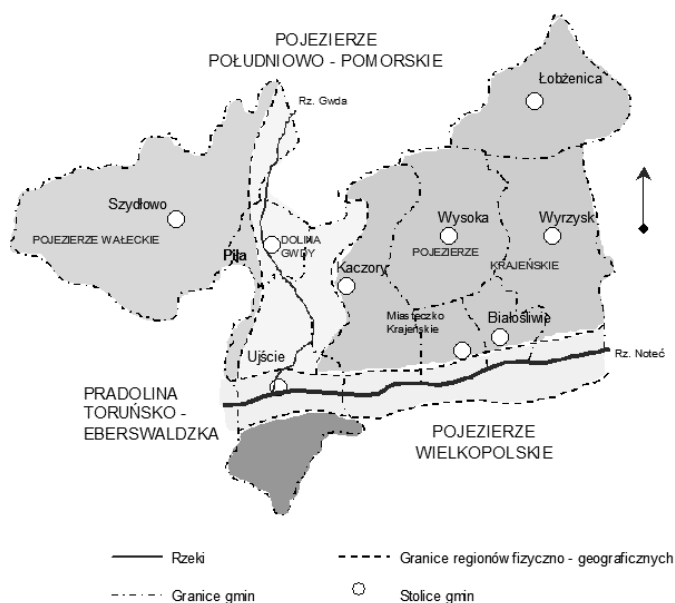 POJEZIERZE
POŁUDNIOWO - POMORSKIE
Rz. Gwda
Łobżenica
Szydłowo
POJEZIERZE WAŁECKIE
Piła
DOLINA
GWDY
Wysoka
POJEZIERZE
Wyrzysk
KRAJEŃSKIE
Kaczory
Miasteczko
Krajeńskie
Białośliwie
Ujście
Rz. Noteć
PRADOLINA
TORUŃSKO -
EBERSWALDZKA
POJEZIERZE
WIELKOPOLSKIE
Rzeki
Granice regionów fizyczno - geograficznych
Granice gmin
Stolice gmin